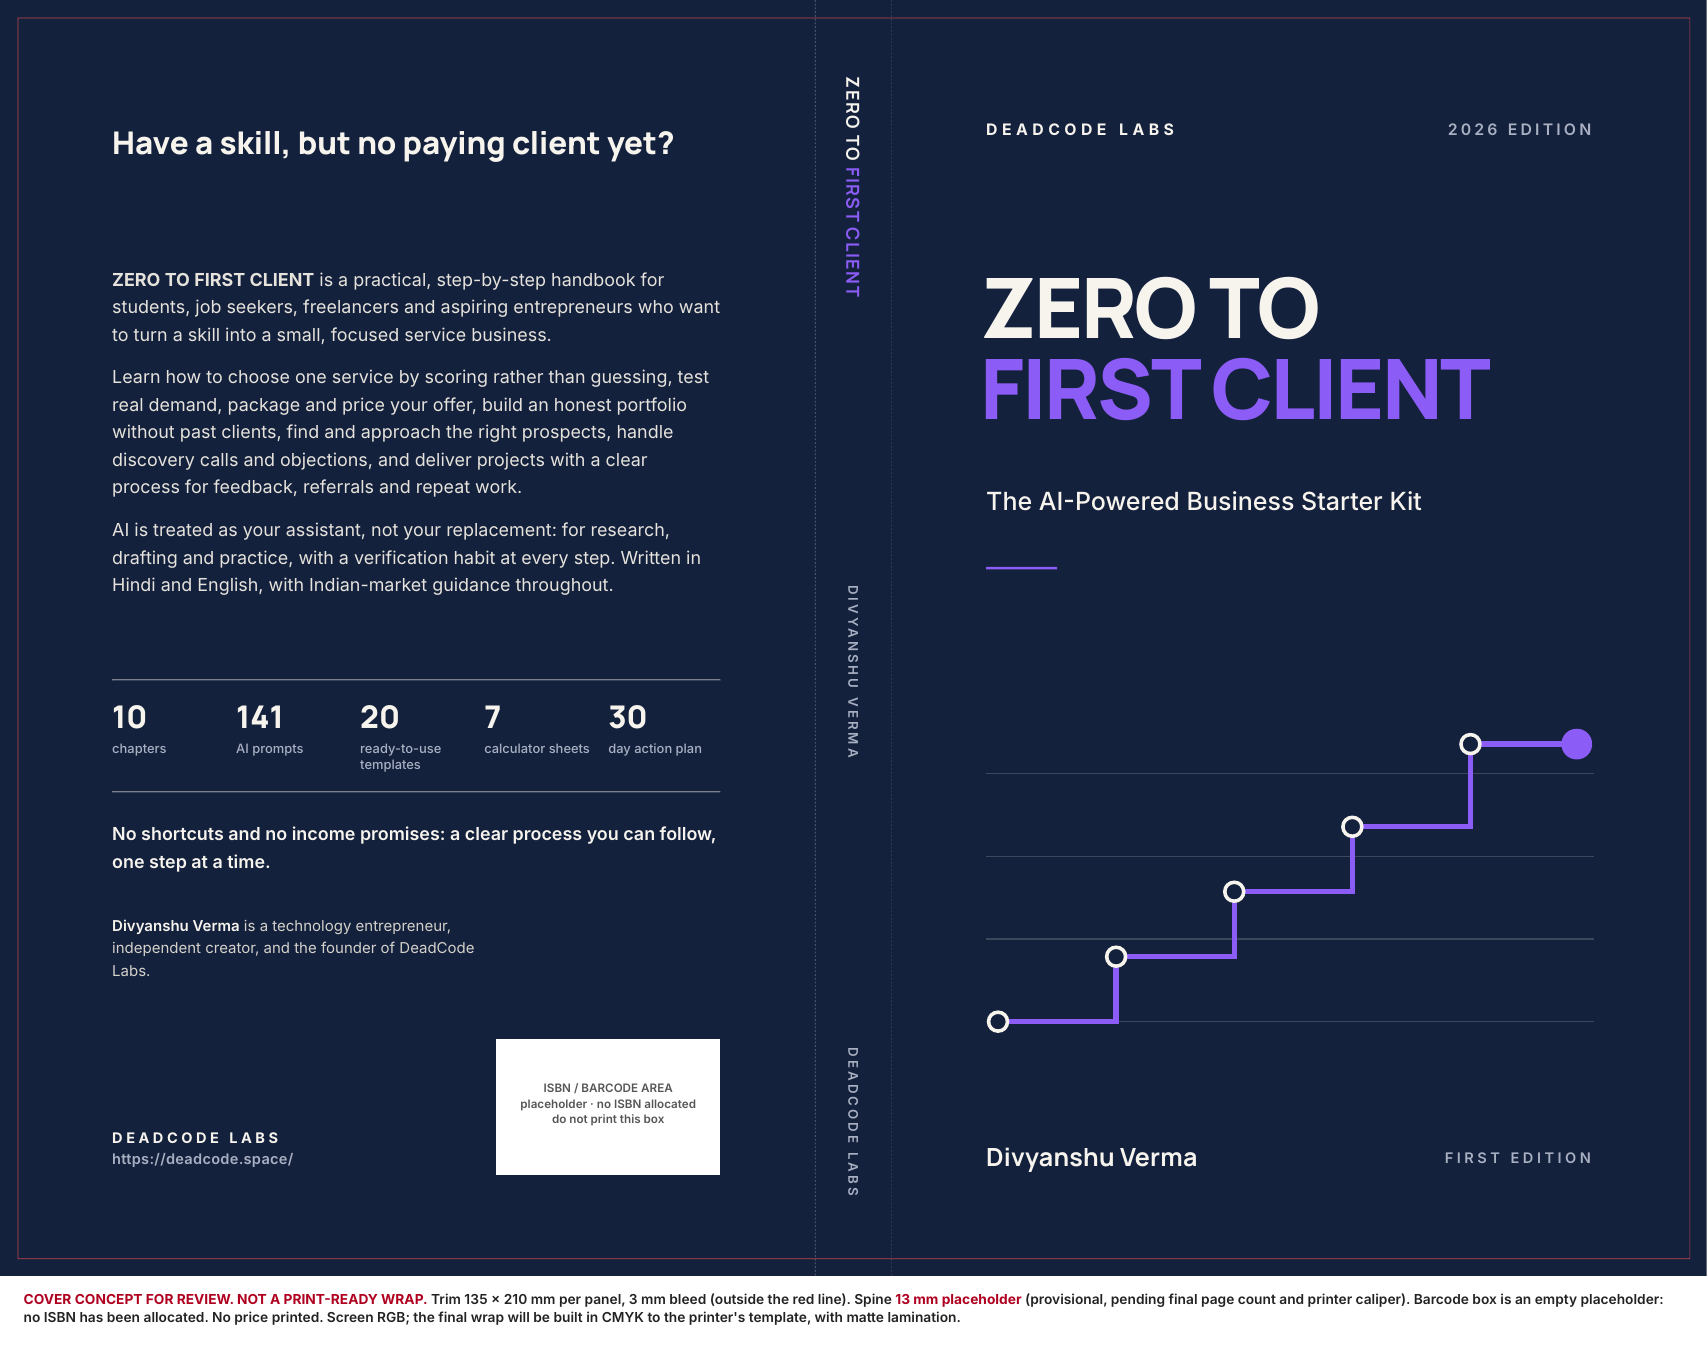 Have a skill, but no paying client yet?
ZERO TO FIRST CLIENT is a practical, step-by-step handbook for
students, job seekers, freelancers and aspiring entrepreneurs who want
to turn a skill into a small, focused service business.
Learn how to choose one service by scoring rather than guessing, test
real demand, package and price your offer, build an honest portfolio
without past clients, find and approach the right prospects, handle
discovery calls and objections, and deliver projects with a clear
process for feedback, referrals and repeat work.
AI is treated as your assistant, not your replacement: for research,
drafting and practice, with a verification habit at every step. Written in
Hindi and English, with Indian-market guidance throughout.
10
chapters
141
AI prompts
20
ready-to-use
templates
7
calculator sheets
30
day action plan
No shortcuts and no income promises: a clear process you can follow,
one step at a time.
Divyanshu Verma is a technology entrepreneur,
independent creator, and the founder of DeadCode
Labs.
ISBN / BARCODE AREA
placeholder · no ISBN allocated
do not print this box
DEADCODE LABS
https://deadcode.space/
ZERO TO FIRST CLIENT
DIVYANSHU VERMA
DEADCODE LABS
DEADCODE LABS
2026 EDITION
ZERO TO
FIRST CLIENT
The AI-Powered Business Starter Kit
Divyanshu Verma
FIRST EDITION
COVER CONCEPT FOR REVIEW. NOT A PRINT-READY WRAP. Trim 135 × 210 mm per panel, 3 mm bleed (outside the red line). Spine 13 mm placeholder (provisional, pending final page count and printer caliper). Barcode box is an empty placeholder:
no ISBN has been allocated. No price printed. Screen RGB; the final wrap will be built in CMYK to the printer's template, with matte lamination.